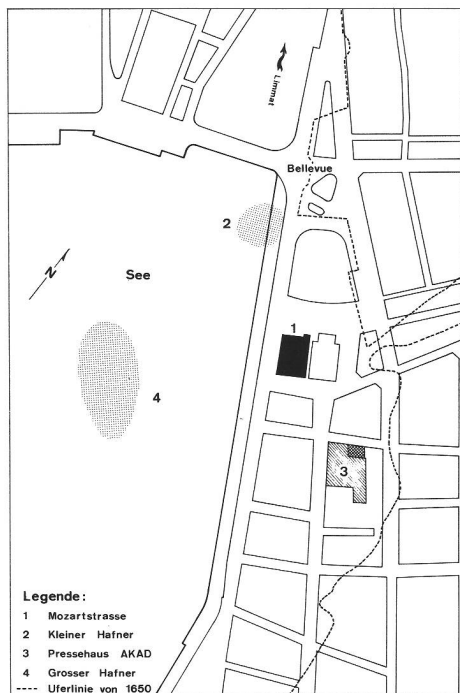 Limmat
Bellevue
2
N
See
1
4
3
Legende:
1 Mozartstrasse
2 Kleiner Hafner
3 Pressehaus AKAD
4 Grosser Hafner
---- Uferlinie von 1650